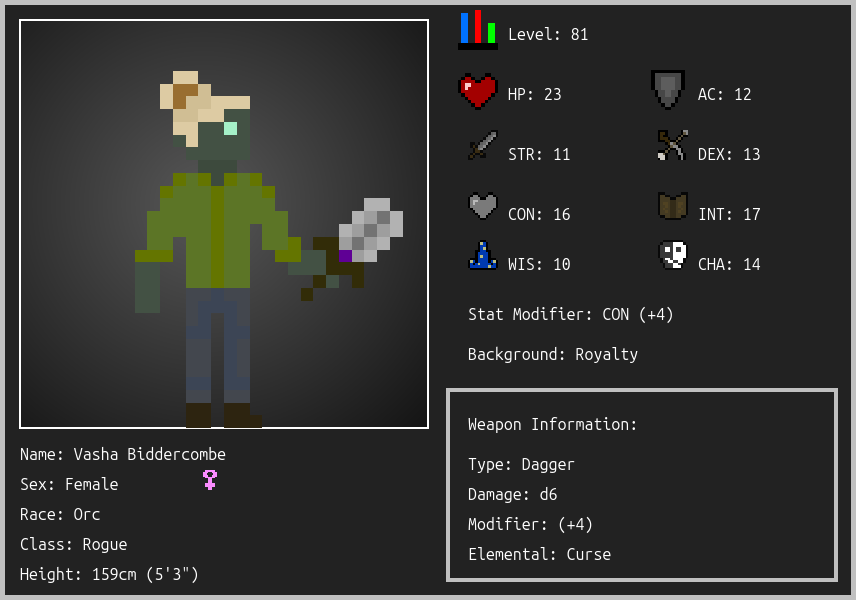 Level: 81
HP: 23
AC: 12
STR: 11
DEX: 13
CON: 16
INT: 17
WIS: 10
CHA: 14
Stat Modifier: CON (+4)
Background: Royalty
Weapon Information:
Type: Dagger
Damage: d6
Modifier: (+4)
Elemental: Curse
Name: Vasha Biddercombe
Sex: Female
Race: Orc
Class: Rogue
Height: 159cm (5'3")